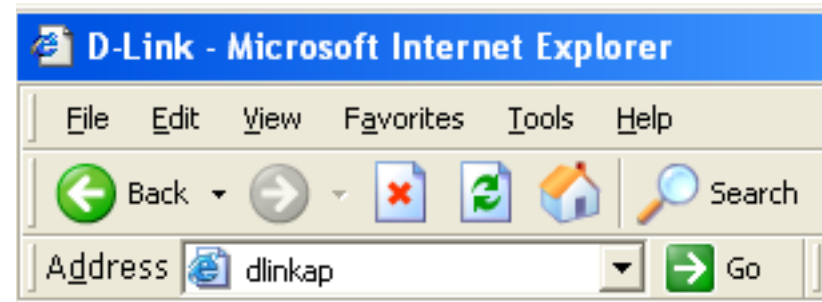 D-Link - Microsoft Internet Explorer
File Edit View Favorites Tools Help
Back Search
Address dlinkap Go